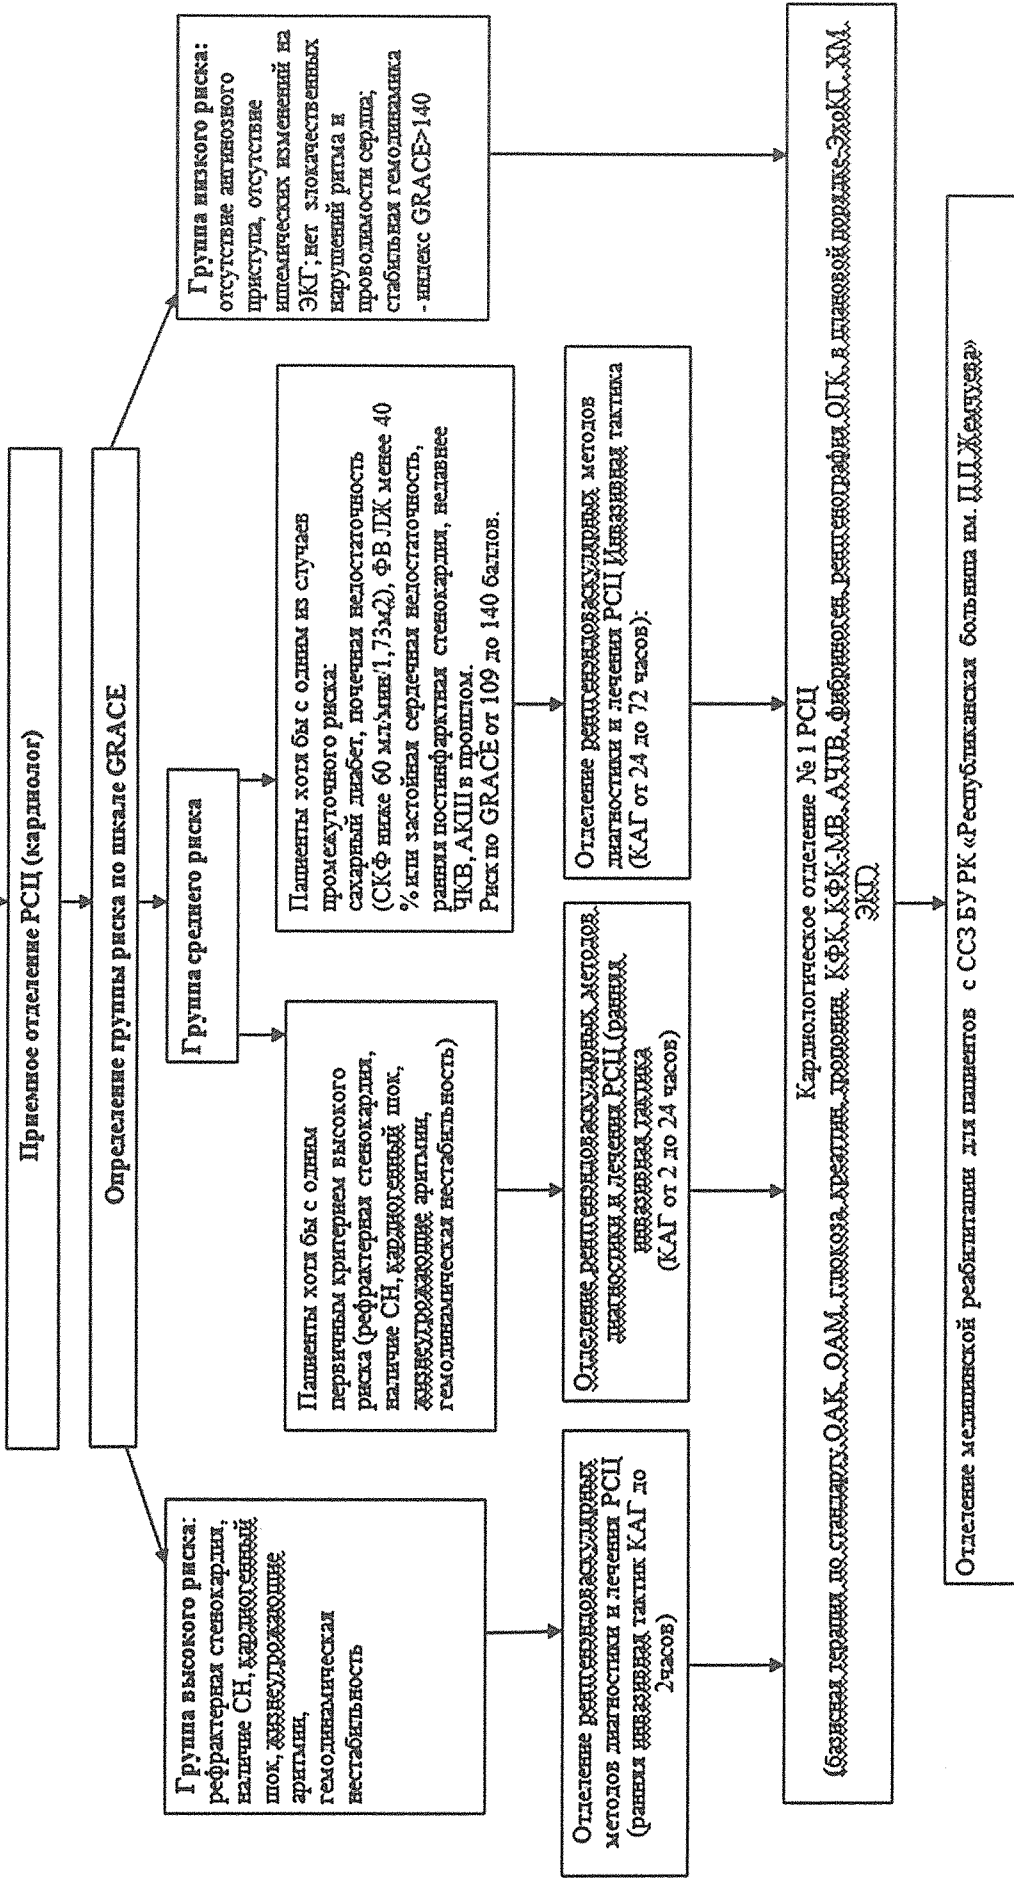 Приемное отделение РСЦ (кардиолог)
Определение группы риска по шкале GRACE
Группа высокого риска:
рефрактерная стенокардия,
наличие СН, кардиогенный
шок, жизнеугрожающие
аритмии,
гемодинамическая
нестабильность
Группа среднего риска
Группа низкого риска:
отсутствие ангинозного
приступа, отсутствие
ишемических изменений на
ЭКГ; нет злокачественных
нарушений ритма и
проводимости сердца;
стабильная гемодинамика
- индекс GRACE>140
Пациенты хотя бы с одним
первичным критерием высокого
риска (рефрактерная стенокардия,
наличие СН, кардиогенный шок,
жизнеугрожающие аритмии,
гемодинамическая нестабильность)
Пациенты хотя бы с одним из случаев
промежуточного риска:
сахарный диабет, почечная недостаточность
(СКФ ниже 60 мл/мин/1,73м2), ФВ ЛЖ менее 40
% или застойная сердечная недостаточность,
ранняя постинфарктная стенокардия, недавнее
ЧКВ, АКШ в прошлом.
Риск по GRACE от 109 до 140 баллов.
Отделение рентгенэндоваскулярных
методов диагностики и лечения РСЦ
(ранняя инвазивная тактик КАГ до
2часов)
Отделение рентгенэндоваскулярных методов
диагностики и лечения РСЦ (ранняя
инвазивная тактика
(КАГ от 2 до 24 часов)
Отделение рентгенэндоваскулярных методов
диагностики и лечения РСЦ Инвазивная тактика
(КАГ от 24 до 72 часов):
Кардиологическое отделение № 1 РСЦ
(базисная терапия по стандарту, ОАК, ОАМ, глюкоза, креатин, тропонин, КФК, КФК-МВ, АЧТВ, фибриноген, рентгенография ОГК, в плановой порядке-ЭхоКГ, ХМ
ЭКГ)
Отделение медицинской реабилитации для пациентов с ССЗ БУ РК «Республиканская больница им. П.П.Жемчуева»